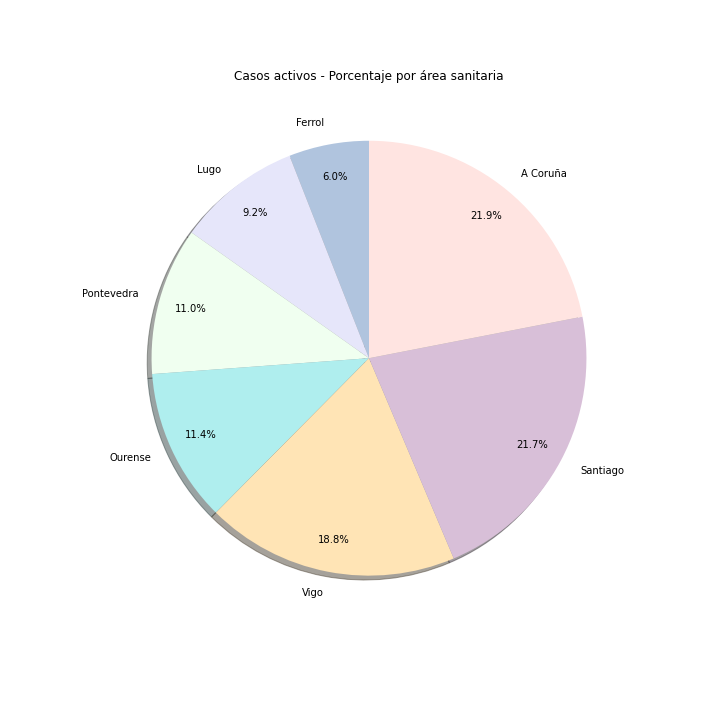 Casos activos - Porcentaje por área sanitaria
Ferrol
6.0%
Lugo
9.2%
A Coruña
21.9%
Pontevedra
11.0%
Ourense
11.4%
Santiago
21.7%
Vigo
18.8%